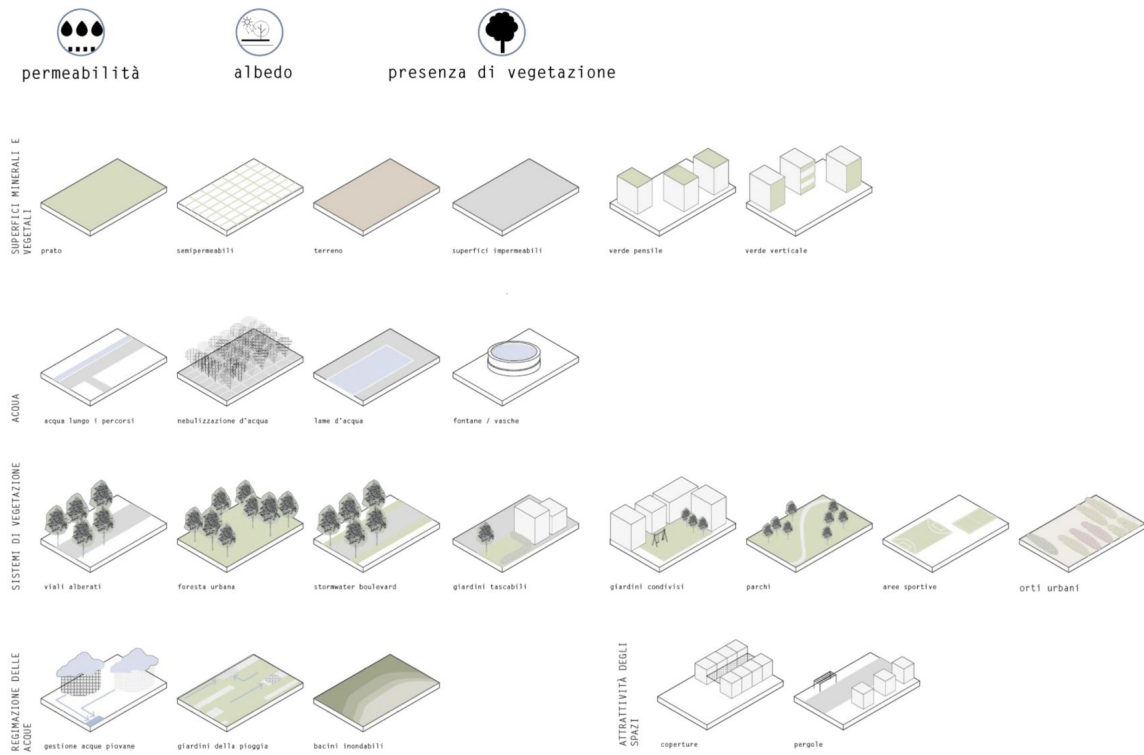 permeabilità
albedo
presenza di vegetazione
SUPERFICI MINERALI E
VEGETALI
prato
semipermeabili
terreno
superfici impermeabili
verde pensile
verde verticale
ACQUA
acqua lungo i percorsi
nebulizzazione d'acqua
lame d'acqua
fontane / vasche
SISTEMI DI VEGETAZIONE
viali alberati
foresta urbana
stormwater boulevard
giardini tascabili
giardini condivisi
parchi
aree sportive
orti urbani
REGIMAZIONE DELLE
ACQUE
gestione acque piovane
giardini della pioggia
bacini inondabili
ATTRATTIVITÀ DEGLI
SPAZI
coperture
pergole